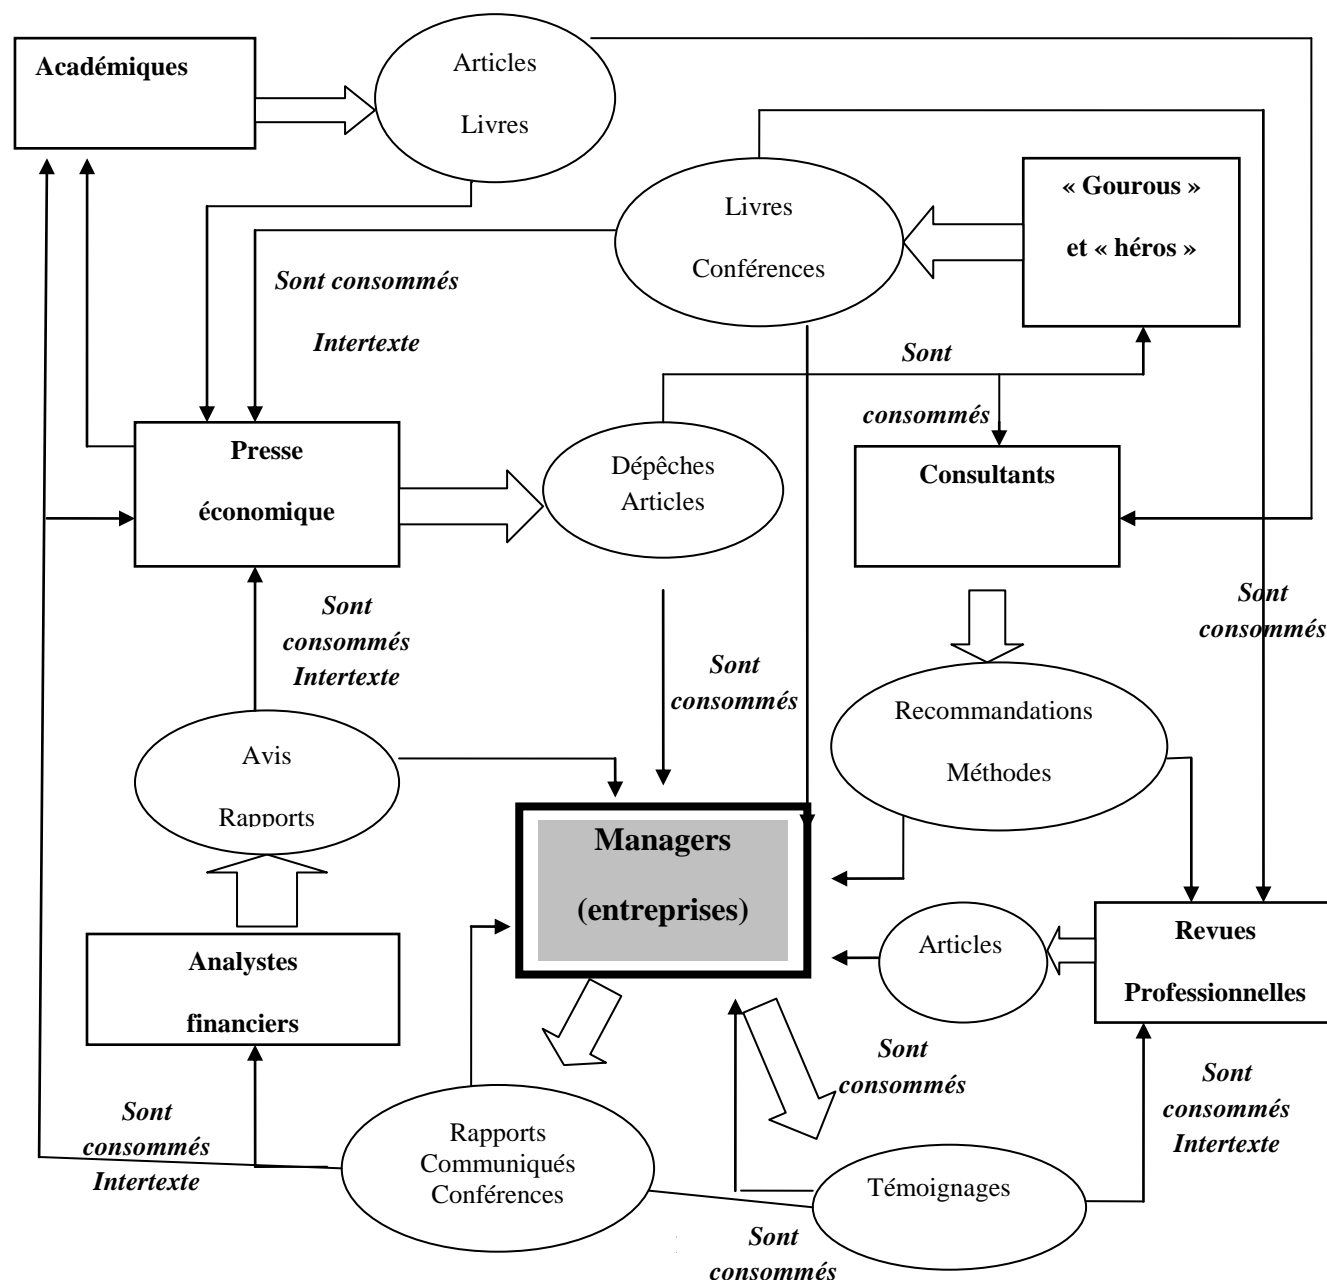 Académiques
Articles
Livres
« Gourous »
et « héros »
Livres
Conférences
Sont consommés
Intertexte
Sont
consommés
Presse
économique
Dépêches
Articles
Consultants
Sont
consommés
Intertexte
Sont
consommés
Sont
consommés
Recommandations
Méthodes
Avis
Rapports
Managers
(entreprises)
Articles
Revues
Professionnelles
Analystes
financiers
Sont
consommés
Sont
consommés
Intertexte
Sont
consommés
Intertexte
Rapports
Communiqués
Conférences
Témoignages
Sont
consommés